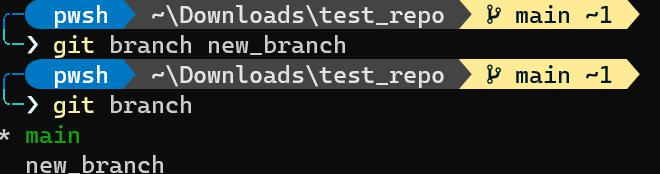 pwsh ~\Downloads\test_repo main ~1
❯ git branch new_branch
pwsh ~\Downloads\test_repo main ~1
❯ git branch
* main
new_branch